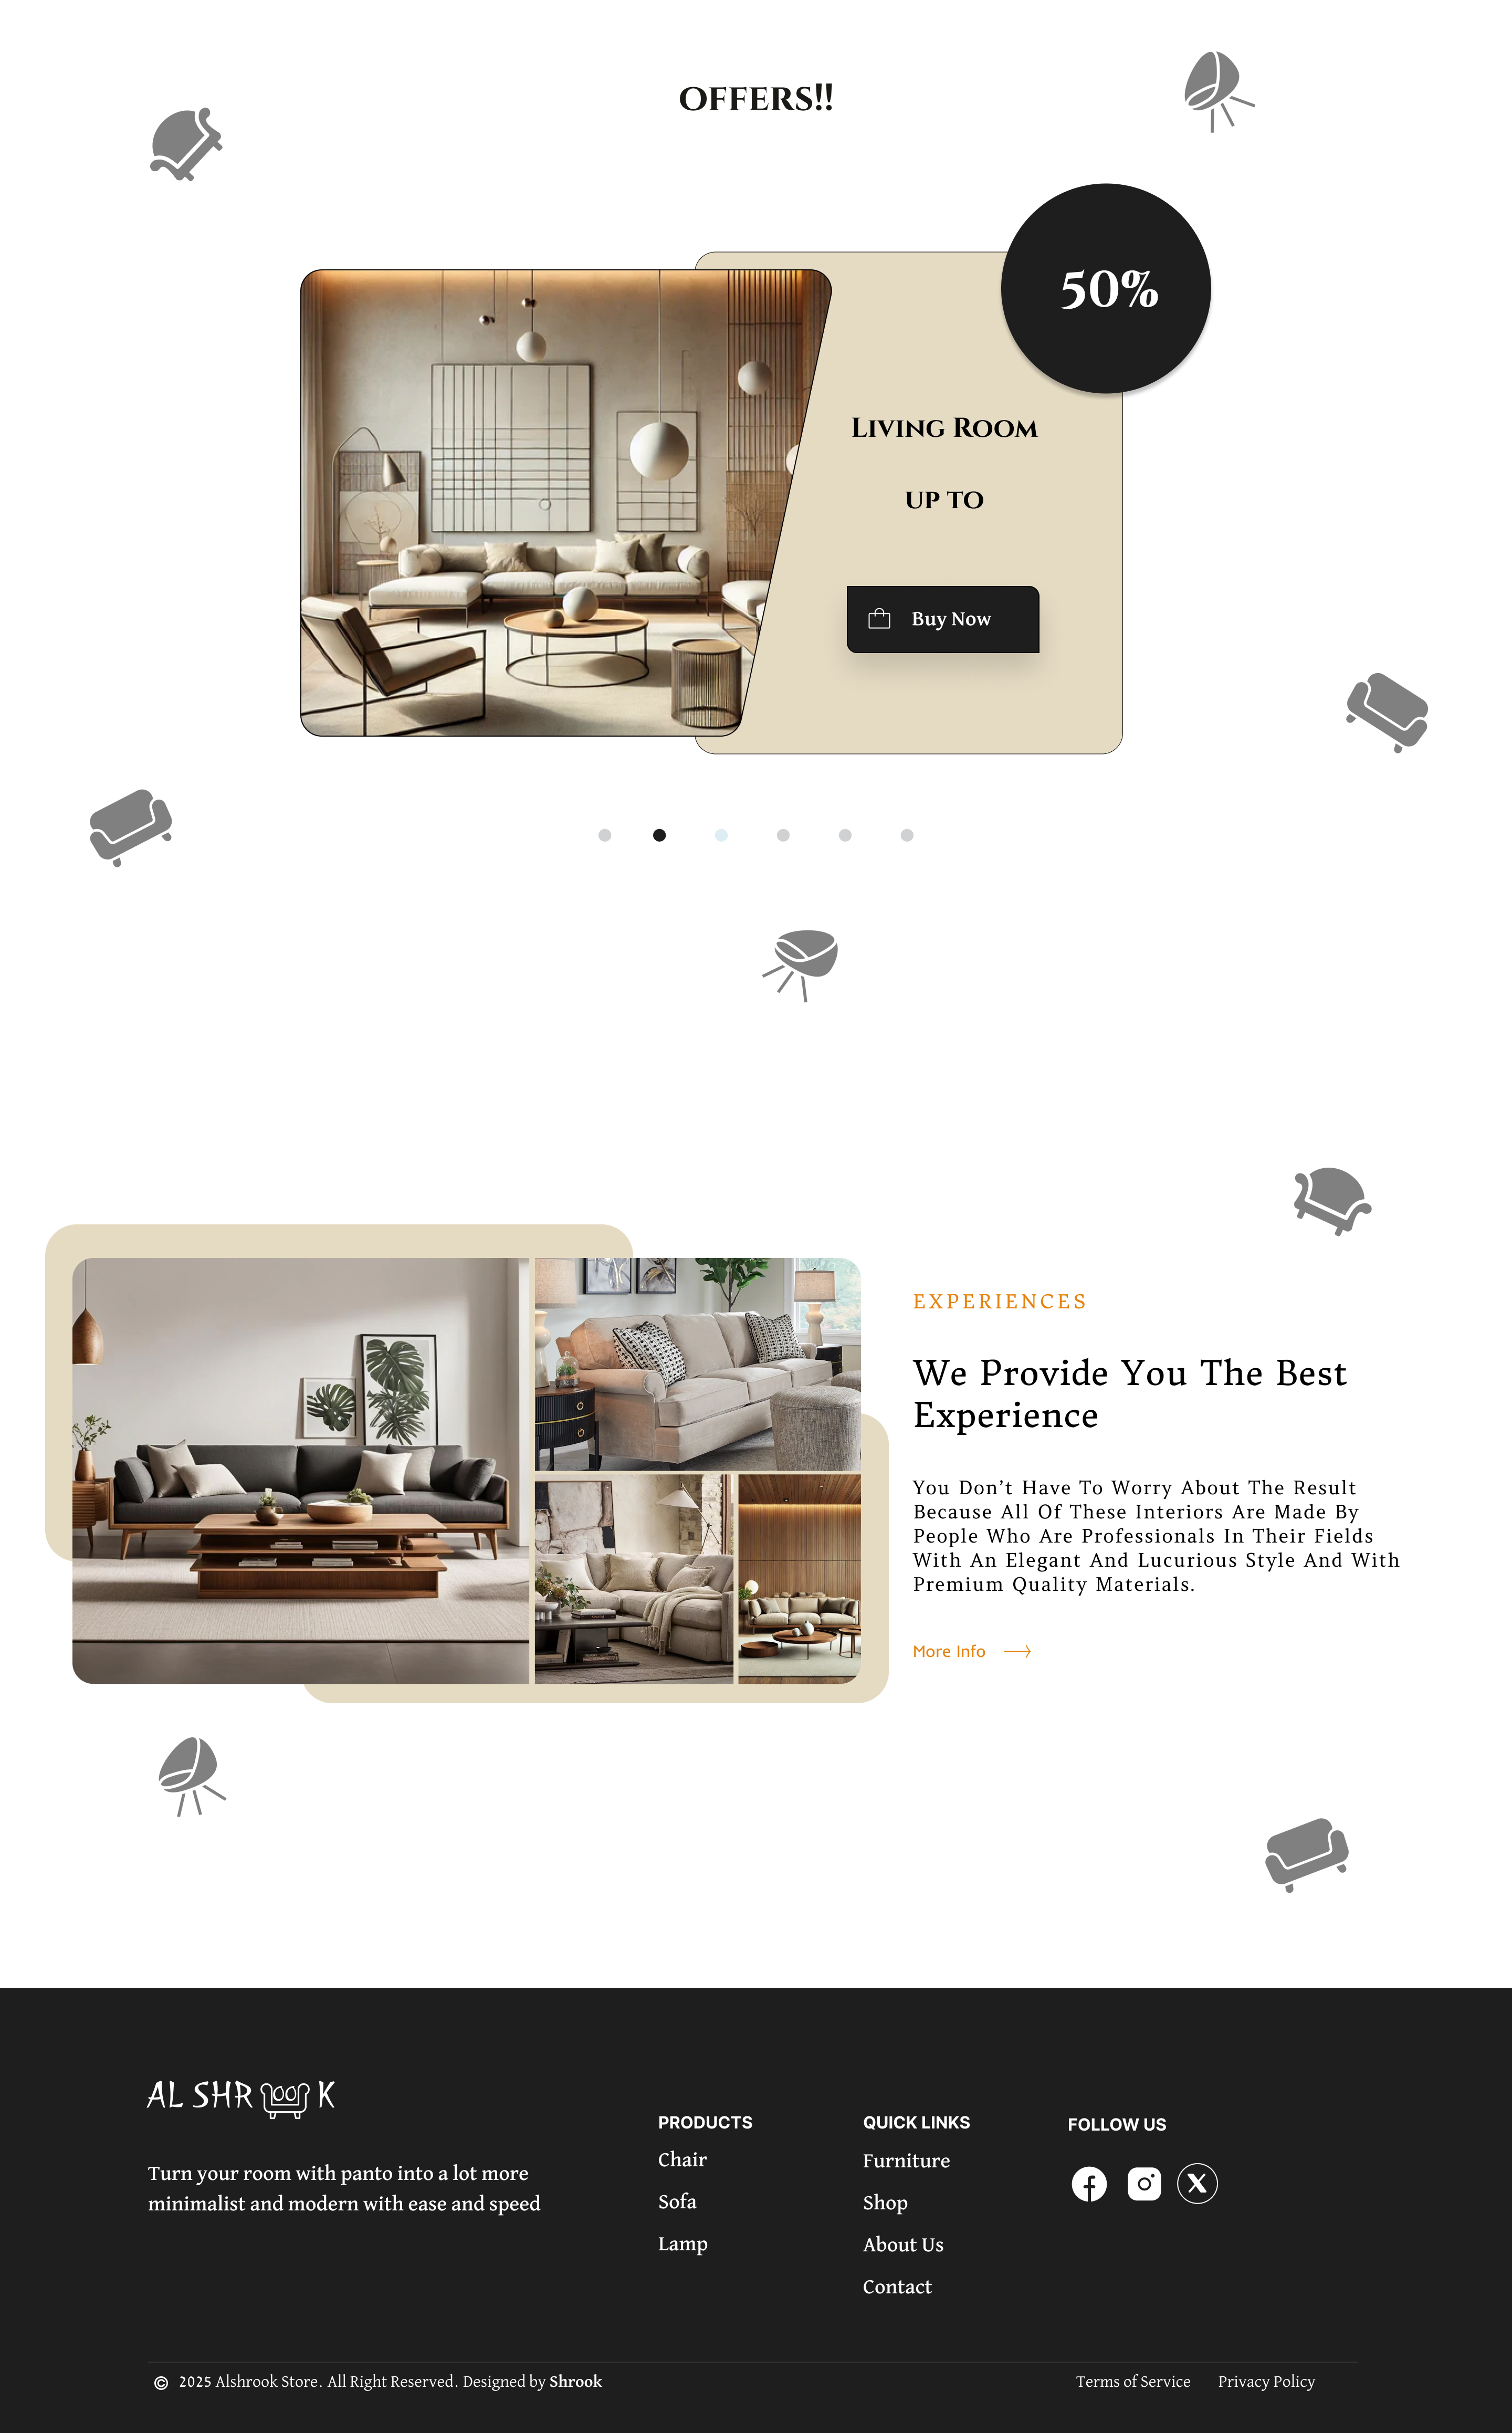 OFFERS!!
50%
LIVING ROOM
UP TO
Buy Now
EXPERIENCES
We Provide You The Best
Experience
You Don’t Have To Worry About The Result
Because All Of These Interiors Are Made By
People Who Are Professionals In Their Fields
With An Elegant And Lucurious Style And With
Premium Quality Materials.
More Info
AL SHROOK
Turn your room with panto into a lot more
minimalist and modern with ease and speed
PRODUCTS
Chair
Sofa
Lamp
QUICK LINKS
Furniture
Shop
About Us
Contact
FOLLOW US
© 2025 Alshrook Store. All Right Reserved. Designed by Shrook
Terms of Service Privacy Policy